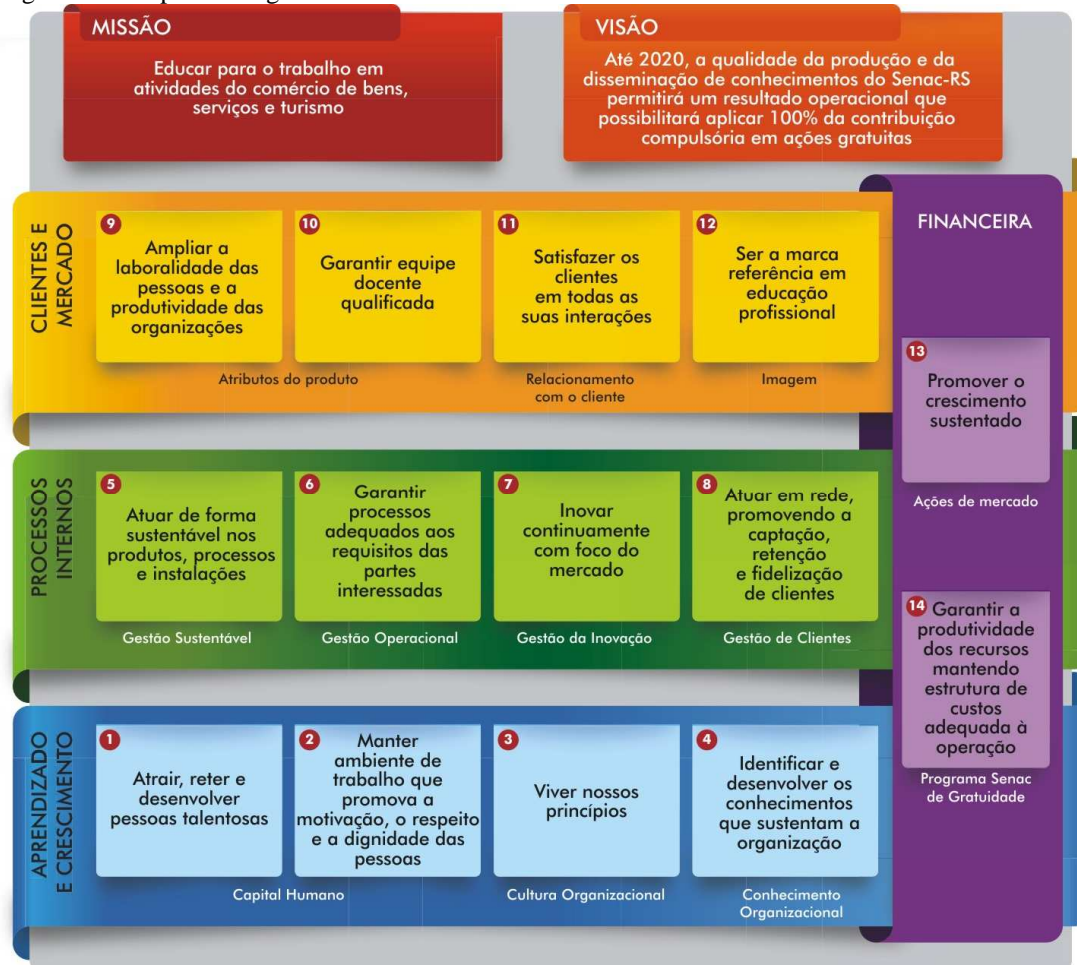 MISSÃO
Educar para o trabalho em
atividades do comércio de bens,
serviços e turismo
VISÃO
Até 2020, a qualidade da produção e da
disseminação de conhecimentos do Senac-RS
permitirá um resultado operacional que
possibilitará aplicar 100% da contribuição
compulsória em ações gratuitas
CLIENTES E
MERCADO
9
Ampliar a
laboralidade das
pessoas e a
produtividade das
organizações
10
Garantir equipe
docente
qualificada
Atributos do produto
11
Satisfazer os
clientes
em todas as
suas interações
Relacionamento
com o cliente
12
Ser a marca
referência em
educação
profissional
Imagem
PROCESSOS
INTERNOS
5
Atuar de forma
sustentável nos
produtos, processos
e instalações
Gestão Sustentável
6
Garantir
processos
adequados aos
requisitos das
partes
interessadas
Gestão Operacional
7
Inovar
continuamente
com foco do
mercado
Gestão da Inovação
8
Atuar em rede,
promovendo a
captação,
retenção
e fidelização
de clientes
Gestão de Clientes
APRENDIZADO
E CRESCIMENTO
1
Atrair, reter e
desenvolver
pessoas talentosas
2
Manter
ambiente de
trabalho que
promova a
motivação, o respeito
e a dignidade das
pessoas
Capital Humano
3
Viver nossos
princípios
Cultura Organizacional
4
Identificar e
desenvolver os
conhecimentos
que sustentam a
organização
Conhecimento
Organizacional
FINANCEIRA
13
Promover o
crescimento
sustentado
Ações de mercado
14
Garantir a
produtividade
dos recursos
mantendo
estrutura de
custos
adequada à
operação
Programa Senac
de Gratuidade